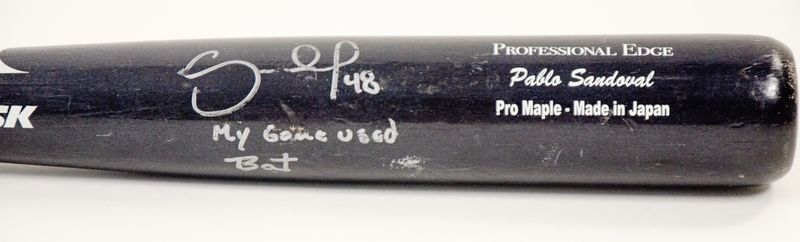 PROFESSIONAL EDGE
Pablo Sandoval
Pro Maple - Made in Japan
SK
48
My Game Used
Bat